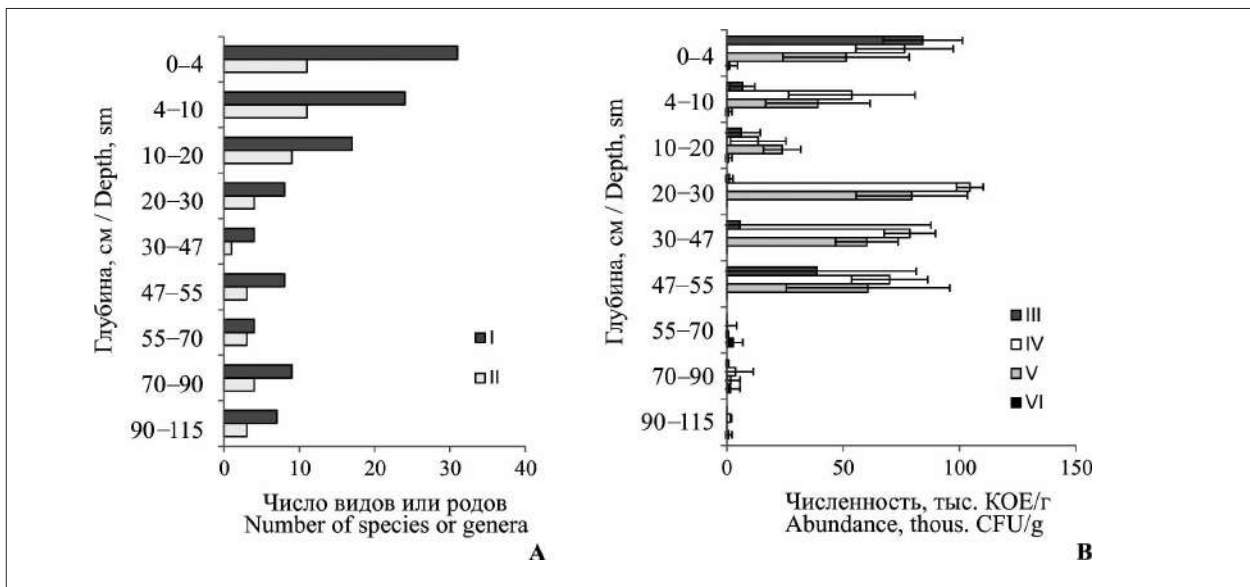 Глубина, см / Depth, sm
0–4
4–10
10–20
20–30
30–47
47–55
55–70
70–90
90–115
I
II
0 10 20 30 40
Число видов или родов
Number of species or genera
A
Глубина, см / Depth, sm
0–4
4–10
10–20
20–30
30–47
47–55
55–70
70–90
90–115
III
IV
V
VI
0 50 100 150
Численность, тыс. КОЕ/г
Abundance, thous. CFU/g
B